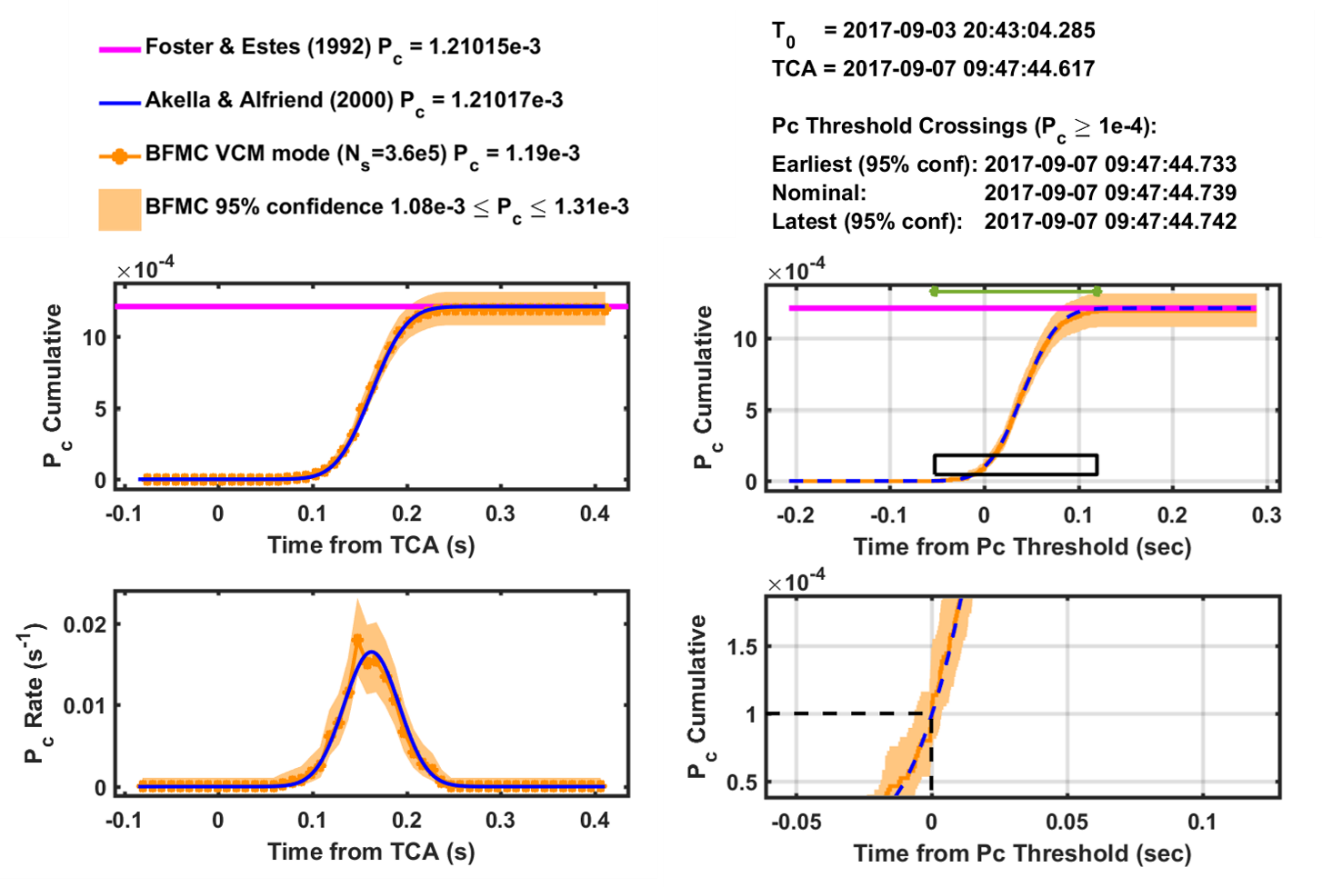 Foster & Estes (1992) P_c = 1.21015e-3
Akella & Alfriend (2000) P_c = 1.21017e-3
BFMC VCM mode (N_s=3.6e5) P_c = 1.19e-3
BFMC 95% confidence 1.08e-3 ≤ P_c ≤ 1.31e-3
T_0 = 2017-09-03 20:43:04.285
TCA = 2017-09-07 09:47:44.617
Pc Threshold Crossings (P_c ≥ 1e-4):
Earliest (95% conf): 2017-09-07 09:47:44.733
Nominal: 2017-09-07 09:47:44.739
Latest (95% conf): 2017-09-07 09:47:44.742
×10^-4
P_c Cumulative
10
5
0
-0.1 0 0.1 0.2 0.3 0.4
Time from TCA (s)
×10^-4
P_c Cumulative
10
5
0
-0.2 -0.1 0 0.1 0.2 0.3
Time from Pc Threshold (sec)
P_c Rate (s^-1)
0.02
0.01
0
-0.1 0 0.1 0.2 0.3 0.4
Time from TCA (s)
×10^-4
P_c Cumulative
1.5
1
0.5
-0.05 0 0.05 0.1
Time from Pc Threshold (sec)